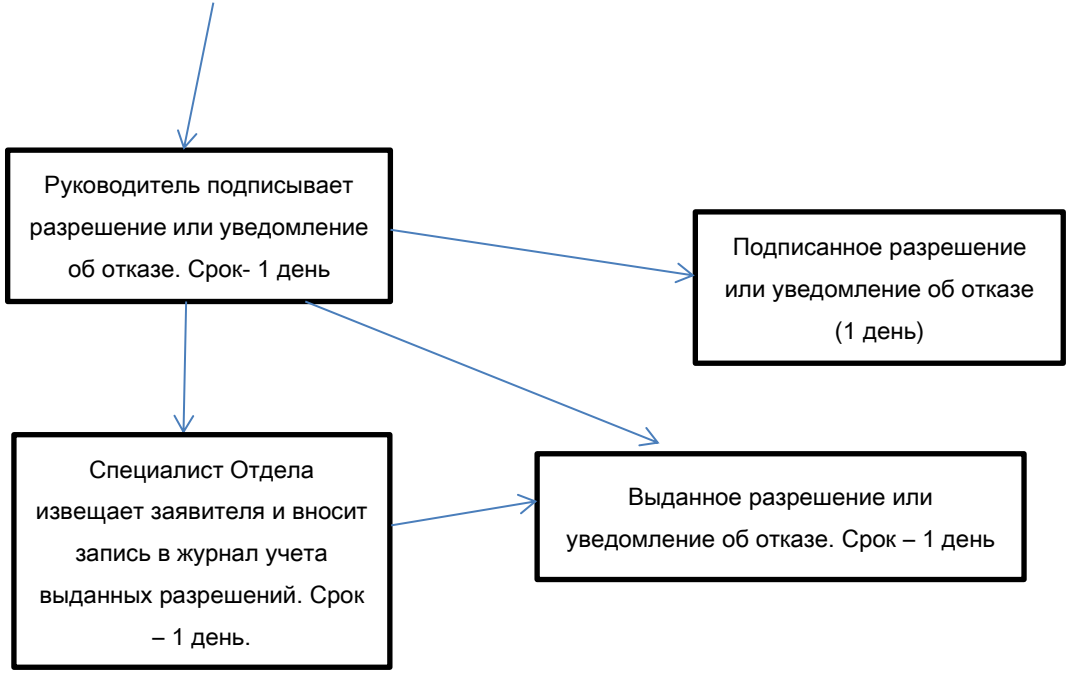 Руководитель подписывает
разрешение или уведомление
об отказе. Срок- 1 день
Подписанное разрешение
или уведомление об отказе
(1 день)
Специалист Отдела
извещает заявителя и вносит
запись в журнал учета
выданных разрешений. Срок
– 1 день.
Выданное разрешение или
уведомление об отказе. Срок – 1 день